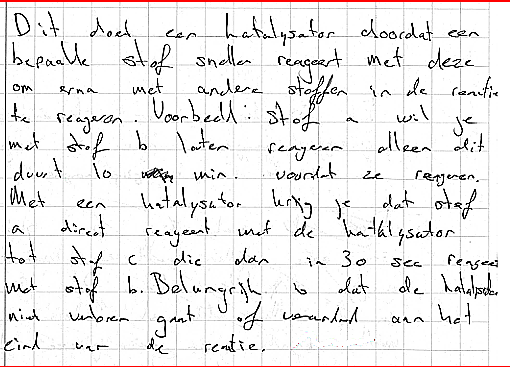 Dit doet een katalysator doordat een
bepaalde stof sneller reageert met deze
om erna met andere stoffen in de reactie
te reageren. Voorbeeld: stof a wil je
met stof b laten reageren alleen dit
duurt 10 min. voordat ze reageren.
Met een katalysator krijg je dat stof
a direct reageert met de katalysator
tot stof c die dan in 30 sec reageert
met stof b. Belangrijk is dat de katalysator
niet verloren gaat of veranderd aan het
eind van de reactie.